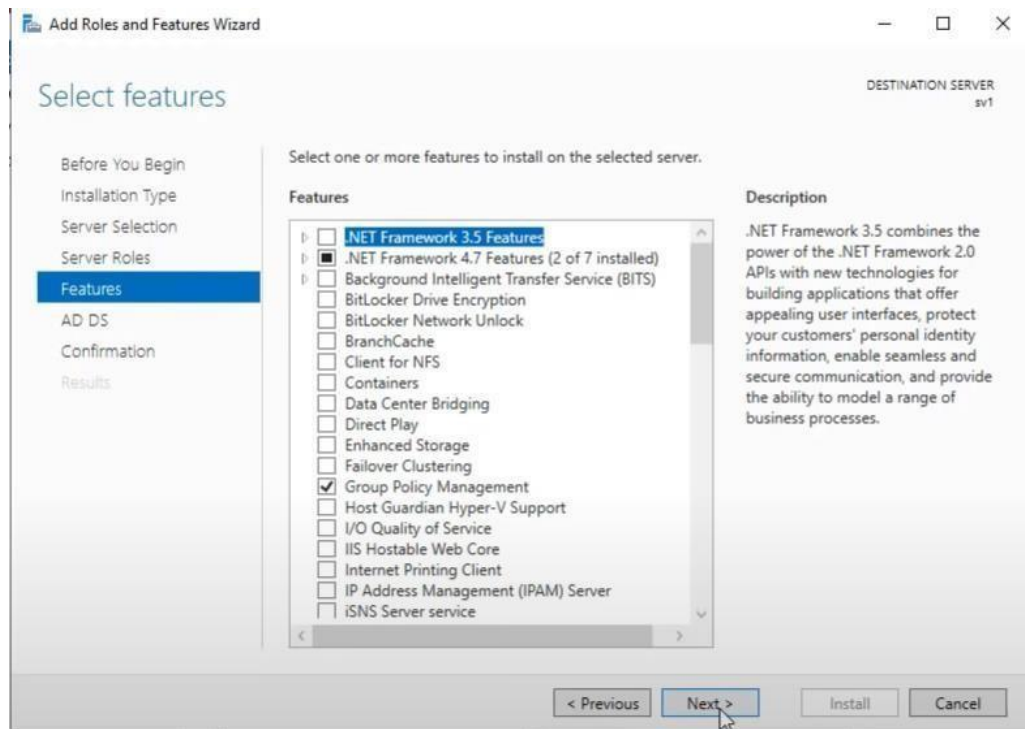 Add Roles and Features Wizard
Select features
DESTINATION SERVER
sv1
Before You Begin
Installation Type
Server Selection
Server Roles
Features
AD DS
Confirmation
Results
Select one or more features to install on the selected server.
Features
.NET Framework 3.5 Features
.NET Framework 4.7 Features (2 of 7 installed)
Background Intelligent Transfer Service (BITS)
BitLocker Drive Encryption
BitLocker Network Unlock
BranchCache
Client for NFS
Containers
Data Center Bridging
Direct Play
Enhanced Storage
Failover Clustering
Group Policy Management
Host Guardian Hyper-V Support
I/O Quality of Service
IIS Hostable Web Core
Internet Printing Client
IP Address Management (IPAM) Server
iSNS Server service
Description
.NET Framework 3.5 combines the
power of the .NET Framework 2.0
APIs with new technologies for
building applications that offer
appealing user interfaces, protect
your customers' personal identity
information, enable seamless and
secure communication, and provide
the ability to model a range of
business processes.
< Previous
Next >
Install
Cancel